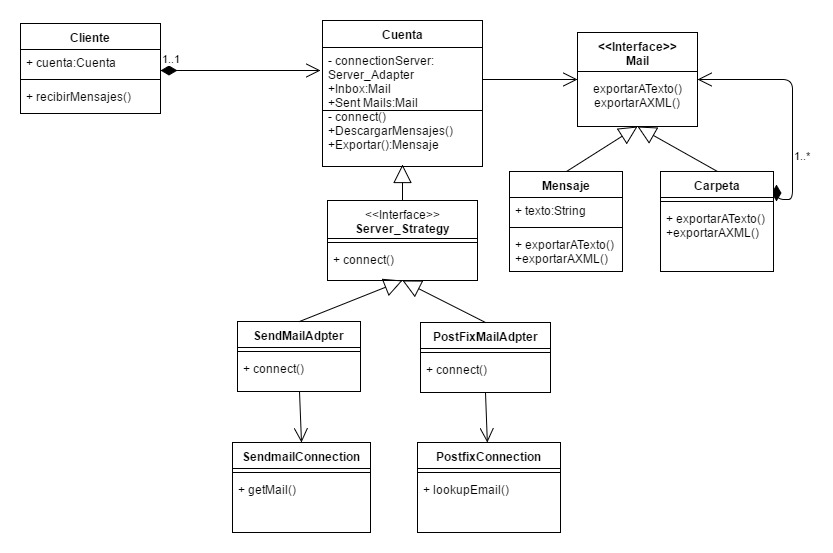 Cliente
+ cuenta:Cuenta
+ recibirMensajes()
1..1
Cuenta
- connectionServer:
Server_Adapter
+Inbox:Mail
+Sent Mails:Mail
- connect()
+DescargarMensajes()
+Exportar():Mensaje
<<Interface>>
Mail
exportarATexto()
exportarAXML()
1..*
Mensaje
+ texto:String
+ exportarATexto()
+exportarAXML()
Carpeta
+ exportarATexto()
+exportarAXML()
<<Interface>>
Server_Strategy
+ connect()
SendMailAdpter
+ connect()
PostFixMailAdpter
+ connect()
SendmailConnection
+ getMail()
PostfixConnection
+ lookupEmail()